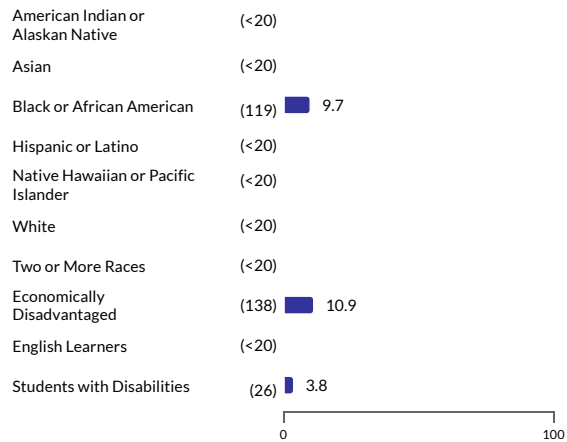 American Indian or
Alaskan Native (<20)
Asian (<20)
Black or African American (119) 9.7
Hispanic or Latino (<20)
Native Hawaiian or Pacific
Islander (<20)
White (<20)
Two or More Races (<20)
Economically
Disadvantaged (138) 10.9
English Learners (<20)
Students with Disabilities (26) 3.8
0 100